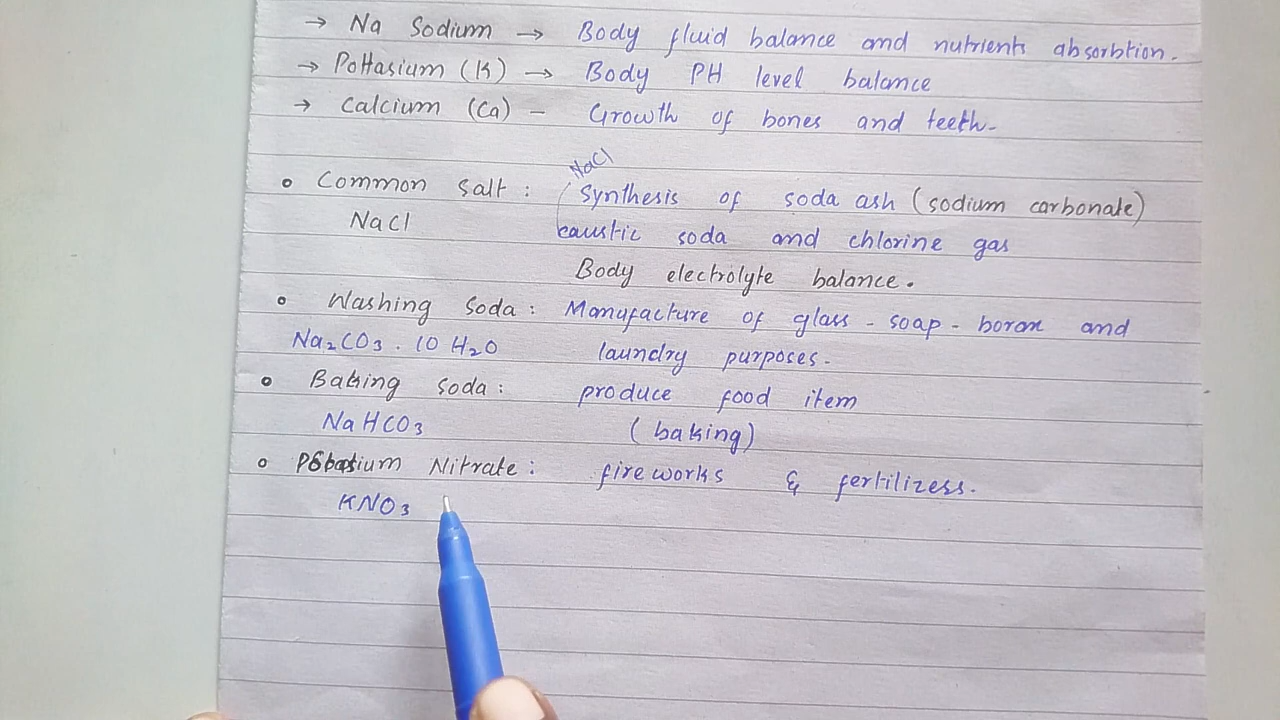 → Na Sodium → Body fluid balance and nutrients absorbtion.
→ Pottasium (K) → Body PH level balance
→ Calcium (Ca) - Growth of bones and teeth-
NaCl
• Common salt : synthesis of soda ash (sodium carbonate)
NaCl caustic soda and chlorine gas
Body electrolyte balance.
• Washing soda : Manufacture of glass - soap - borax and
Na₂CO₃ . 10 H₂O laundry purposes.
• Baking soda : produce food item
NaHCO₃ (baking)
• Nitrate : fireworks & fertilizess.
KNO₃